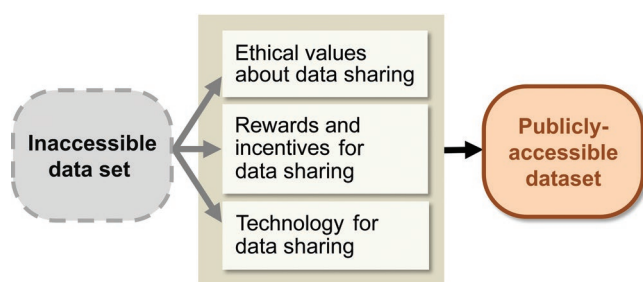 Inaccessible
data set
Ethical values
about data sharing
Rewards and
incentives for
data sharing
Technology for
data sharing
Publicly-
accessible
dataset